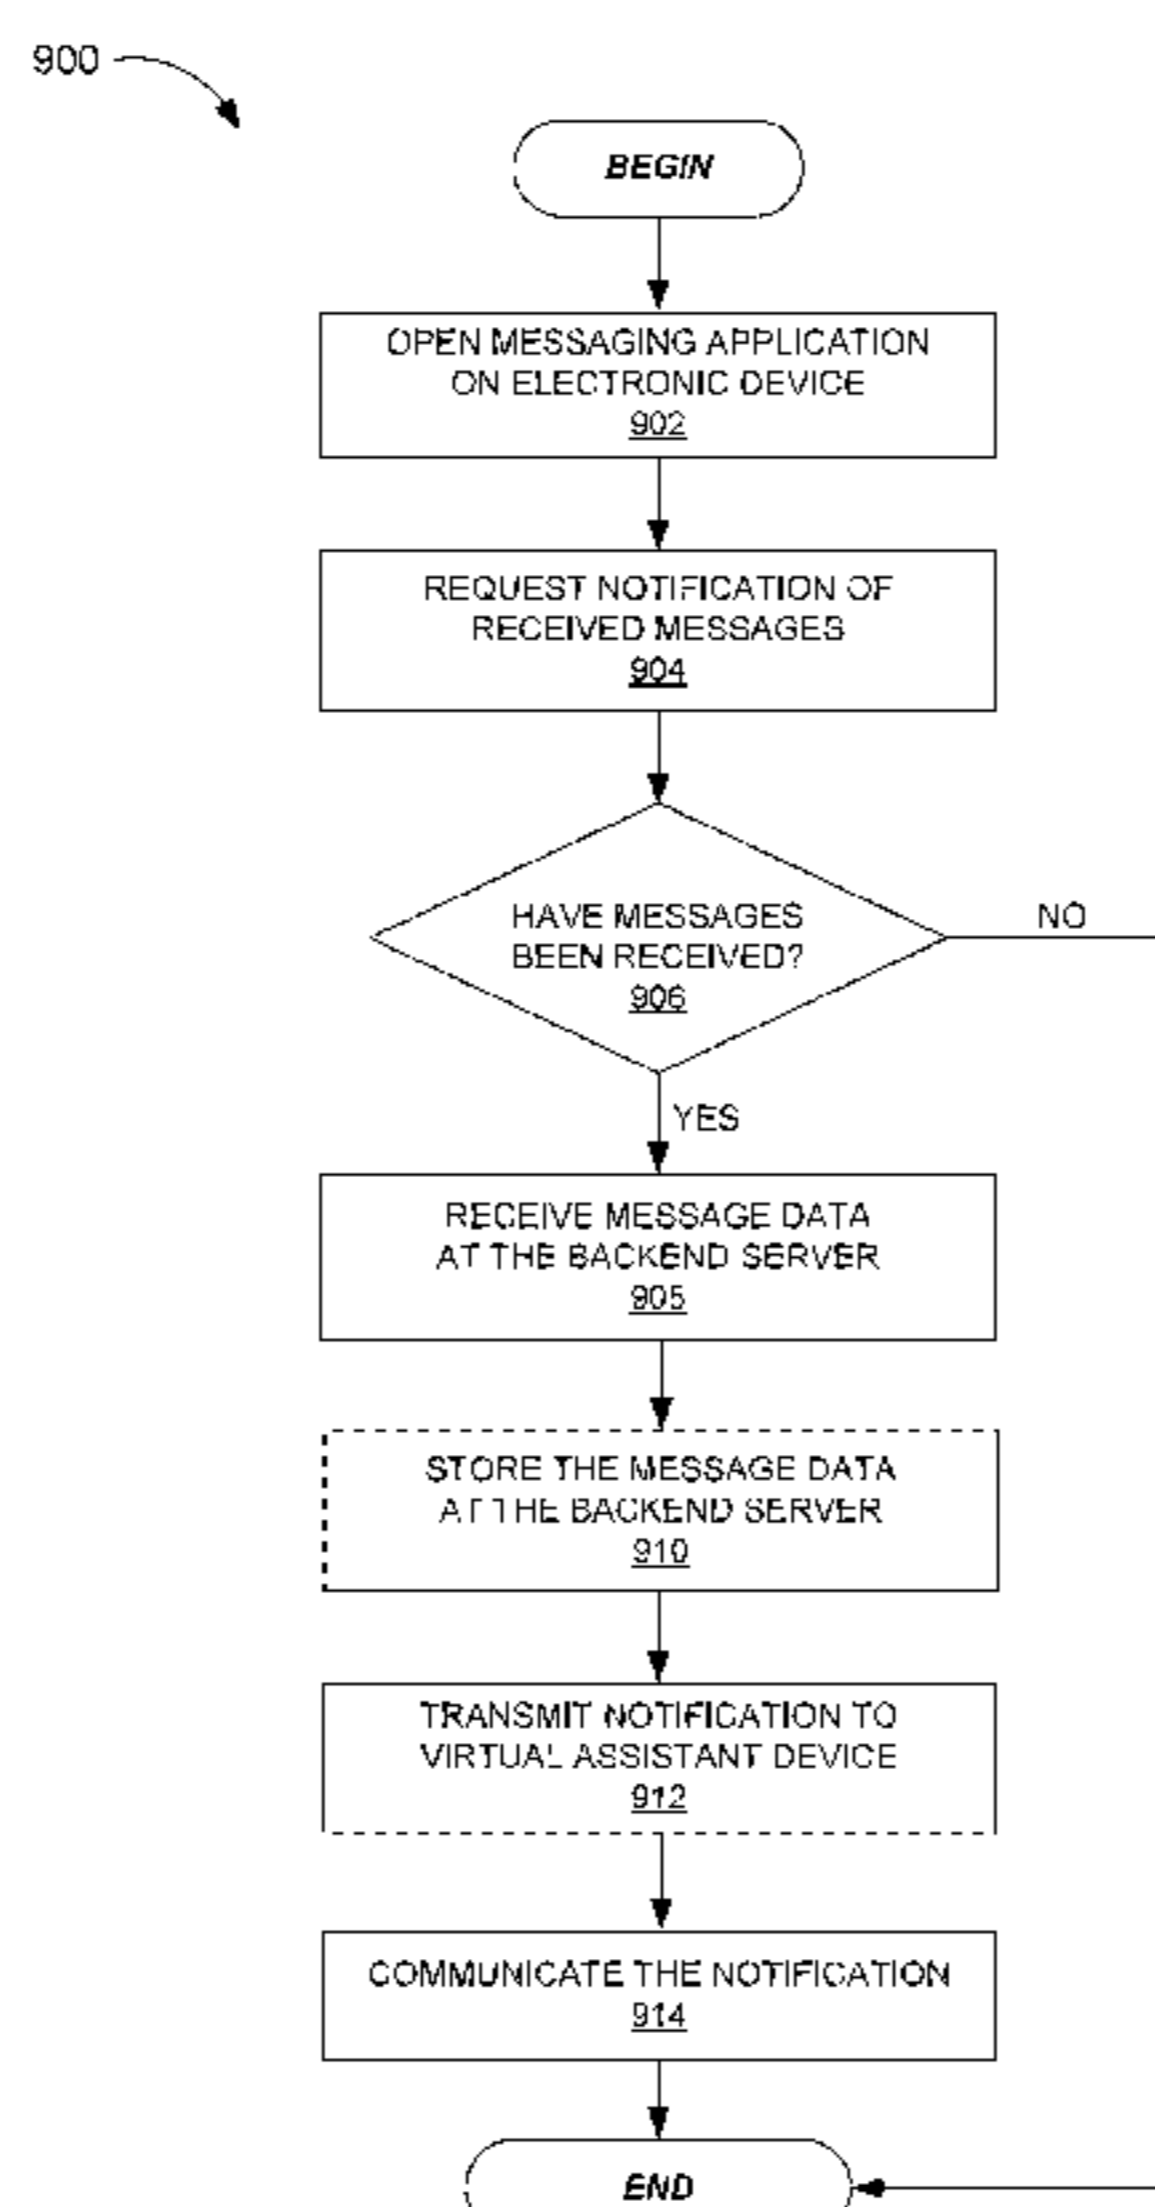 900
BEGIN
OPEN MESSAGING APPLICATION
ON ELECTRONIC DEVICE
902
REQUEST NOTIFICATION OF
RECEIVED MESSAGES
904
HAVE MESSAGES
BEEN RECEIVED?
906
NO
YES
RECEIVE MESSAGE DATA
AT THE BACKEND SERVER
905
STORE THE MESSAGE DATA
AT THE BACKEND SERVER
910
TRANSMIT NOTIFICATION TO
VIRTUAL ASSISTANT DEVICE
912
COMMUNICATE THE NOTIFICATION
914
END